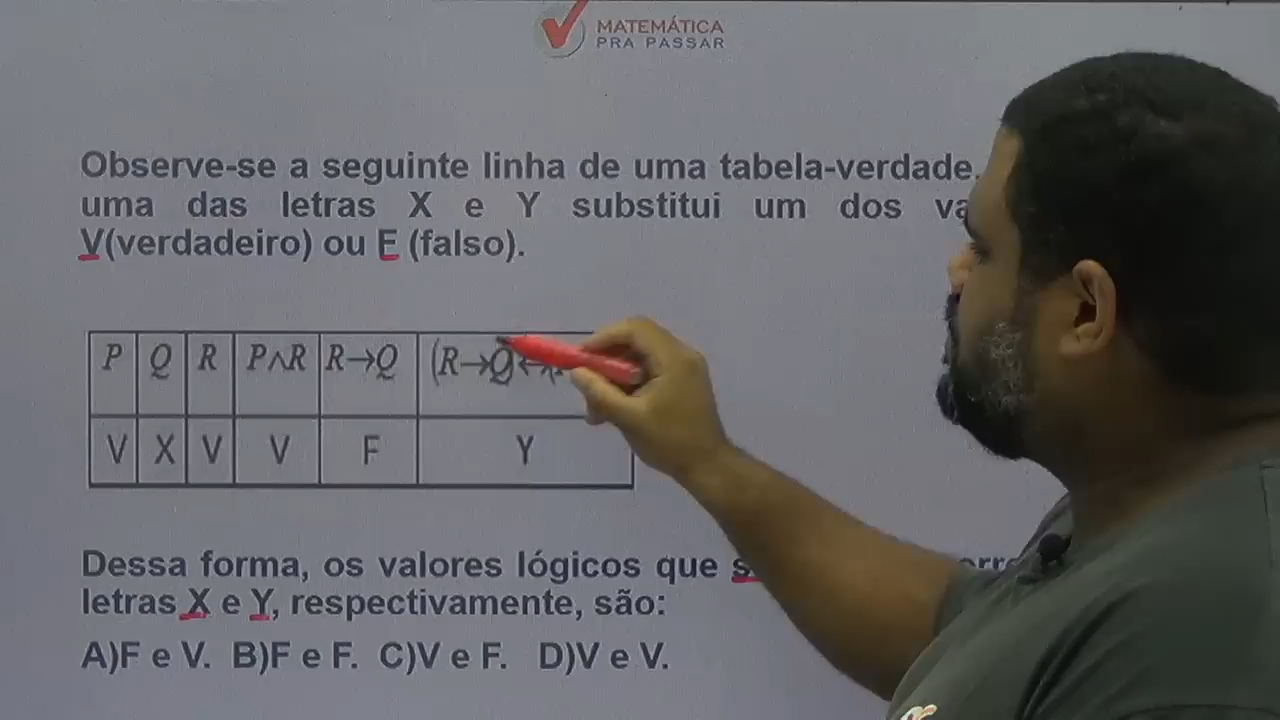 MATEMÁTICA
PRA PASSAR
Observe-se a seguinte linha de uma tabela-verdade.
uma das letras X e Y substitui um dos
V(verdadeiro) ou F (falso).
P Q R P∧R R→Q (R→Q)↔
V X V V F Y
Dessa forma, os valores lógicos que
letras X e Y, respectivamente, são:
A)F e V. B)F e F. C)V e F. D)V e V.